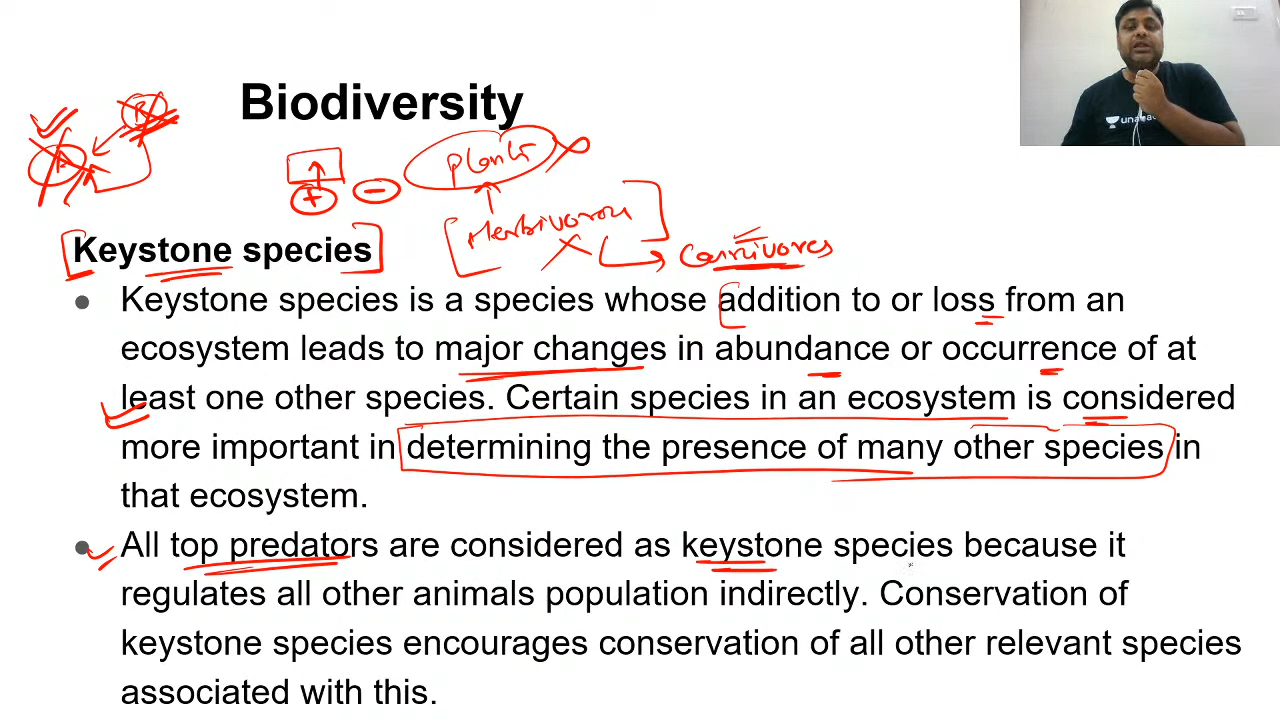 Biodiversity
B
A
+
-
Plants
Herbivorou
Carnivores
Keystone species
● Keystone species is a species whose addition to or loss from an
ecosystem leads to major changes in abundance or occurrence of at
least one other species. Certain species in an ecosystem is considered
more important in determining the presence of many other species in
that ecosystem.
● All top predators are considered as keystone species because it
regulates all other animals population indirectly. Conservation of
keystone species encourages conservation of all other relevant species
associated with this.